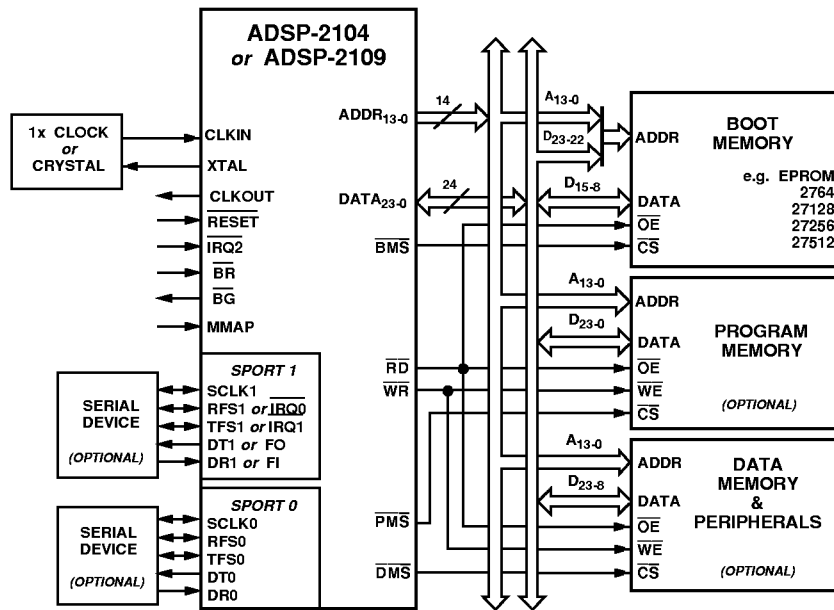 ADSP-2104
or ADSP-2109
1x CLOCK
or
CRYSTAL
CLKIN
XTAL
CLKOUT
RESET
IRQ2
BR
BG
MMAP
ADDR13-0
14
DATA23-0
24
BMS
RD
WR
PMS
DMS
SPORT 1
SCLK1
RFS1 or IRQ0
TFS1 or IRQ1
DT1 or FO
DR1 or FI
SERIAL
DEVICE
(OPTIONAL)
SPORT 0
SCLK0
RFS0
TFS0
DT0
DR0
SERIAL
DEVICE
(OPTIONAL)
A13-0
D23-22
D15-8
ADDR
DATA
OE
CS
BOOT
MEMORY
e.g. EPROM
2764
27128
27256
27512
A13-0
D23-0
ADDR
DATA
OE
WE
CS
PROGRAM
MEMORY
(OPTIONAL)
A13-0
D23-8
ADDR
DATA
OE
WE
CS
DATA
MEMORY
&
PERIPHERALS
(OPTIONAL)